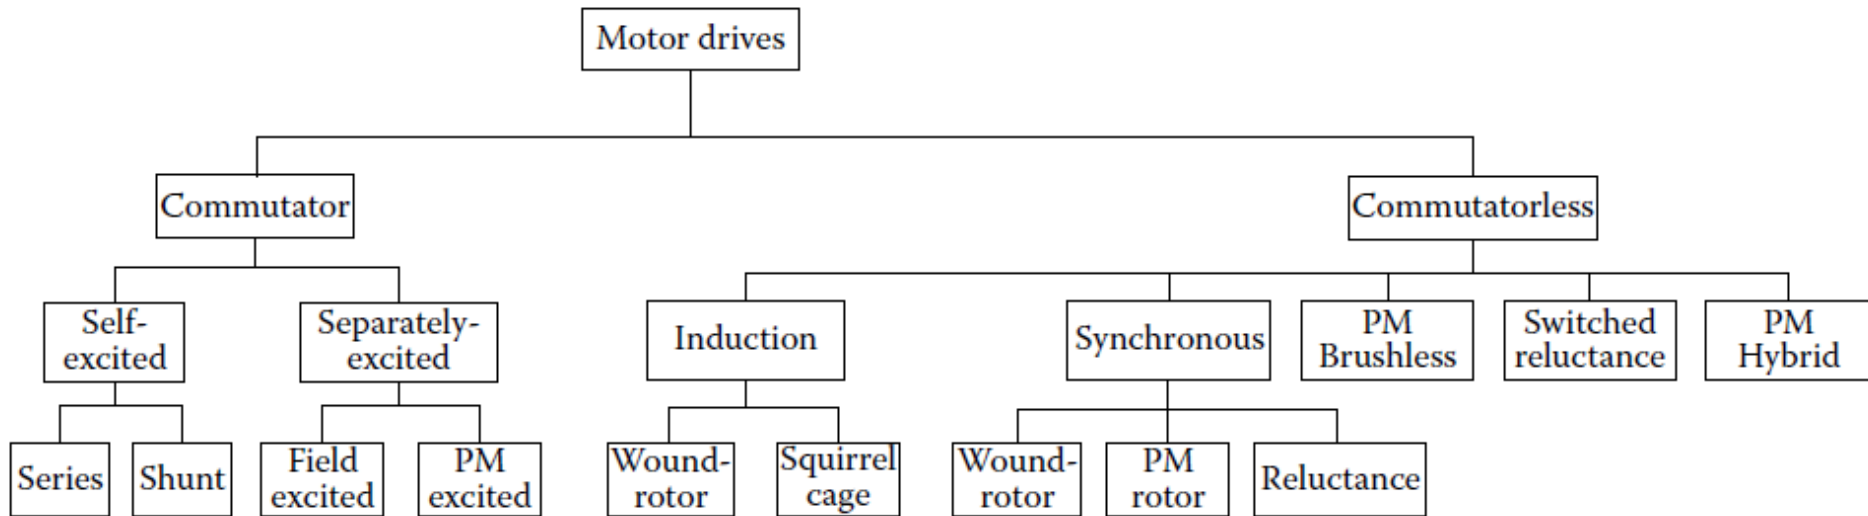 Motor drives
Commutator
Commutatorless
Self-
excited
Separately-
excited
Induction
Synchronous
PM
Brushless
Switched
reluctance
PM
Hybrid
Series
Shunt
Field
excited
PM
excited
Wound-
rotor
Squirrel
cage
Wound-
rotor
PM
rotor
Reluctance